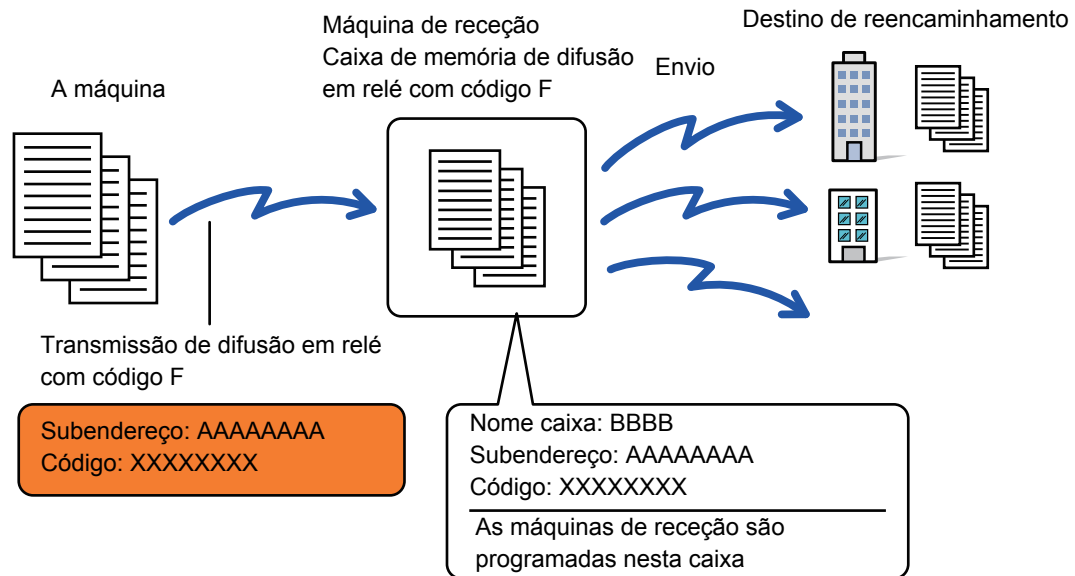 A máquina
Máquina de receção
Caixa de memória de difusão
em relé com código F
Envio
Destino de reencaminhamento
Transmissão de difusão em relé
com código F
Subendereço: AAAAAAAA
Código: XXXXXXXX
Nome caixa: BBBB
Subendereço: AAAAAAAA
Código: XXXXXXXX
As máquinas de receção são
programadas nesta caixa